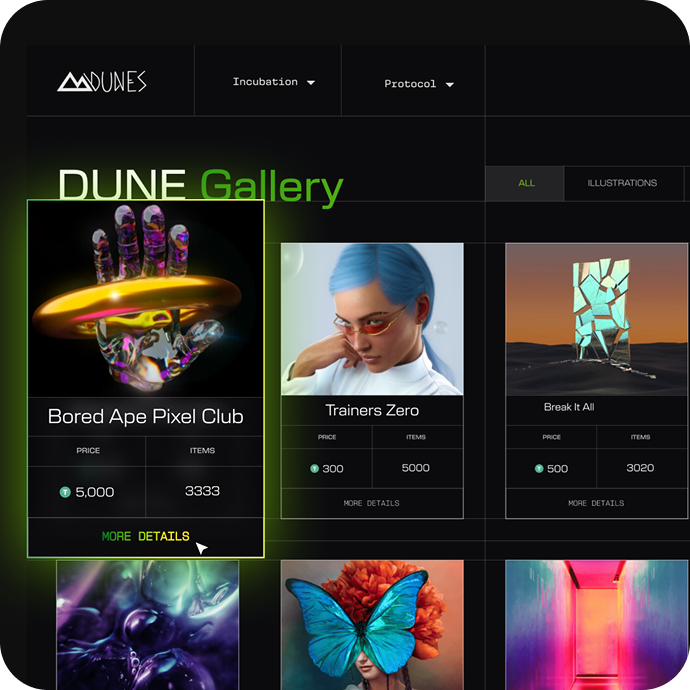 DUNES
Incubation
Protocol
DUNE Gallery
ALL
ILLUSTRATIONS
Bored Ape Pixel Club
PRICE
ITEMS
T 5,000
3333
MORE DETAILS
Trainers Zero
PRICE
ITEMS
T 300
5000
MORE DETAILS
Break It All
PRICE
ITEMS
T 500
3020
MORE DETAILS